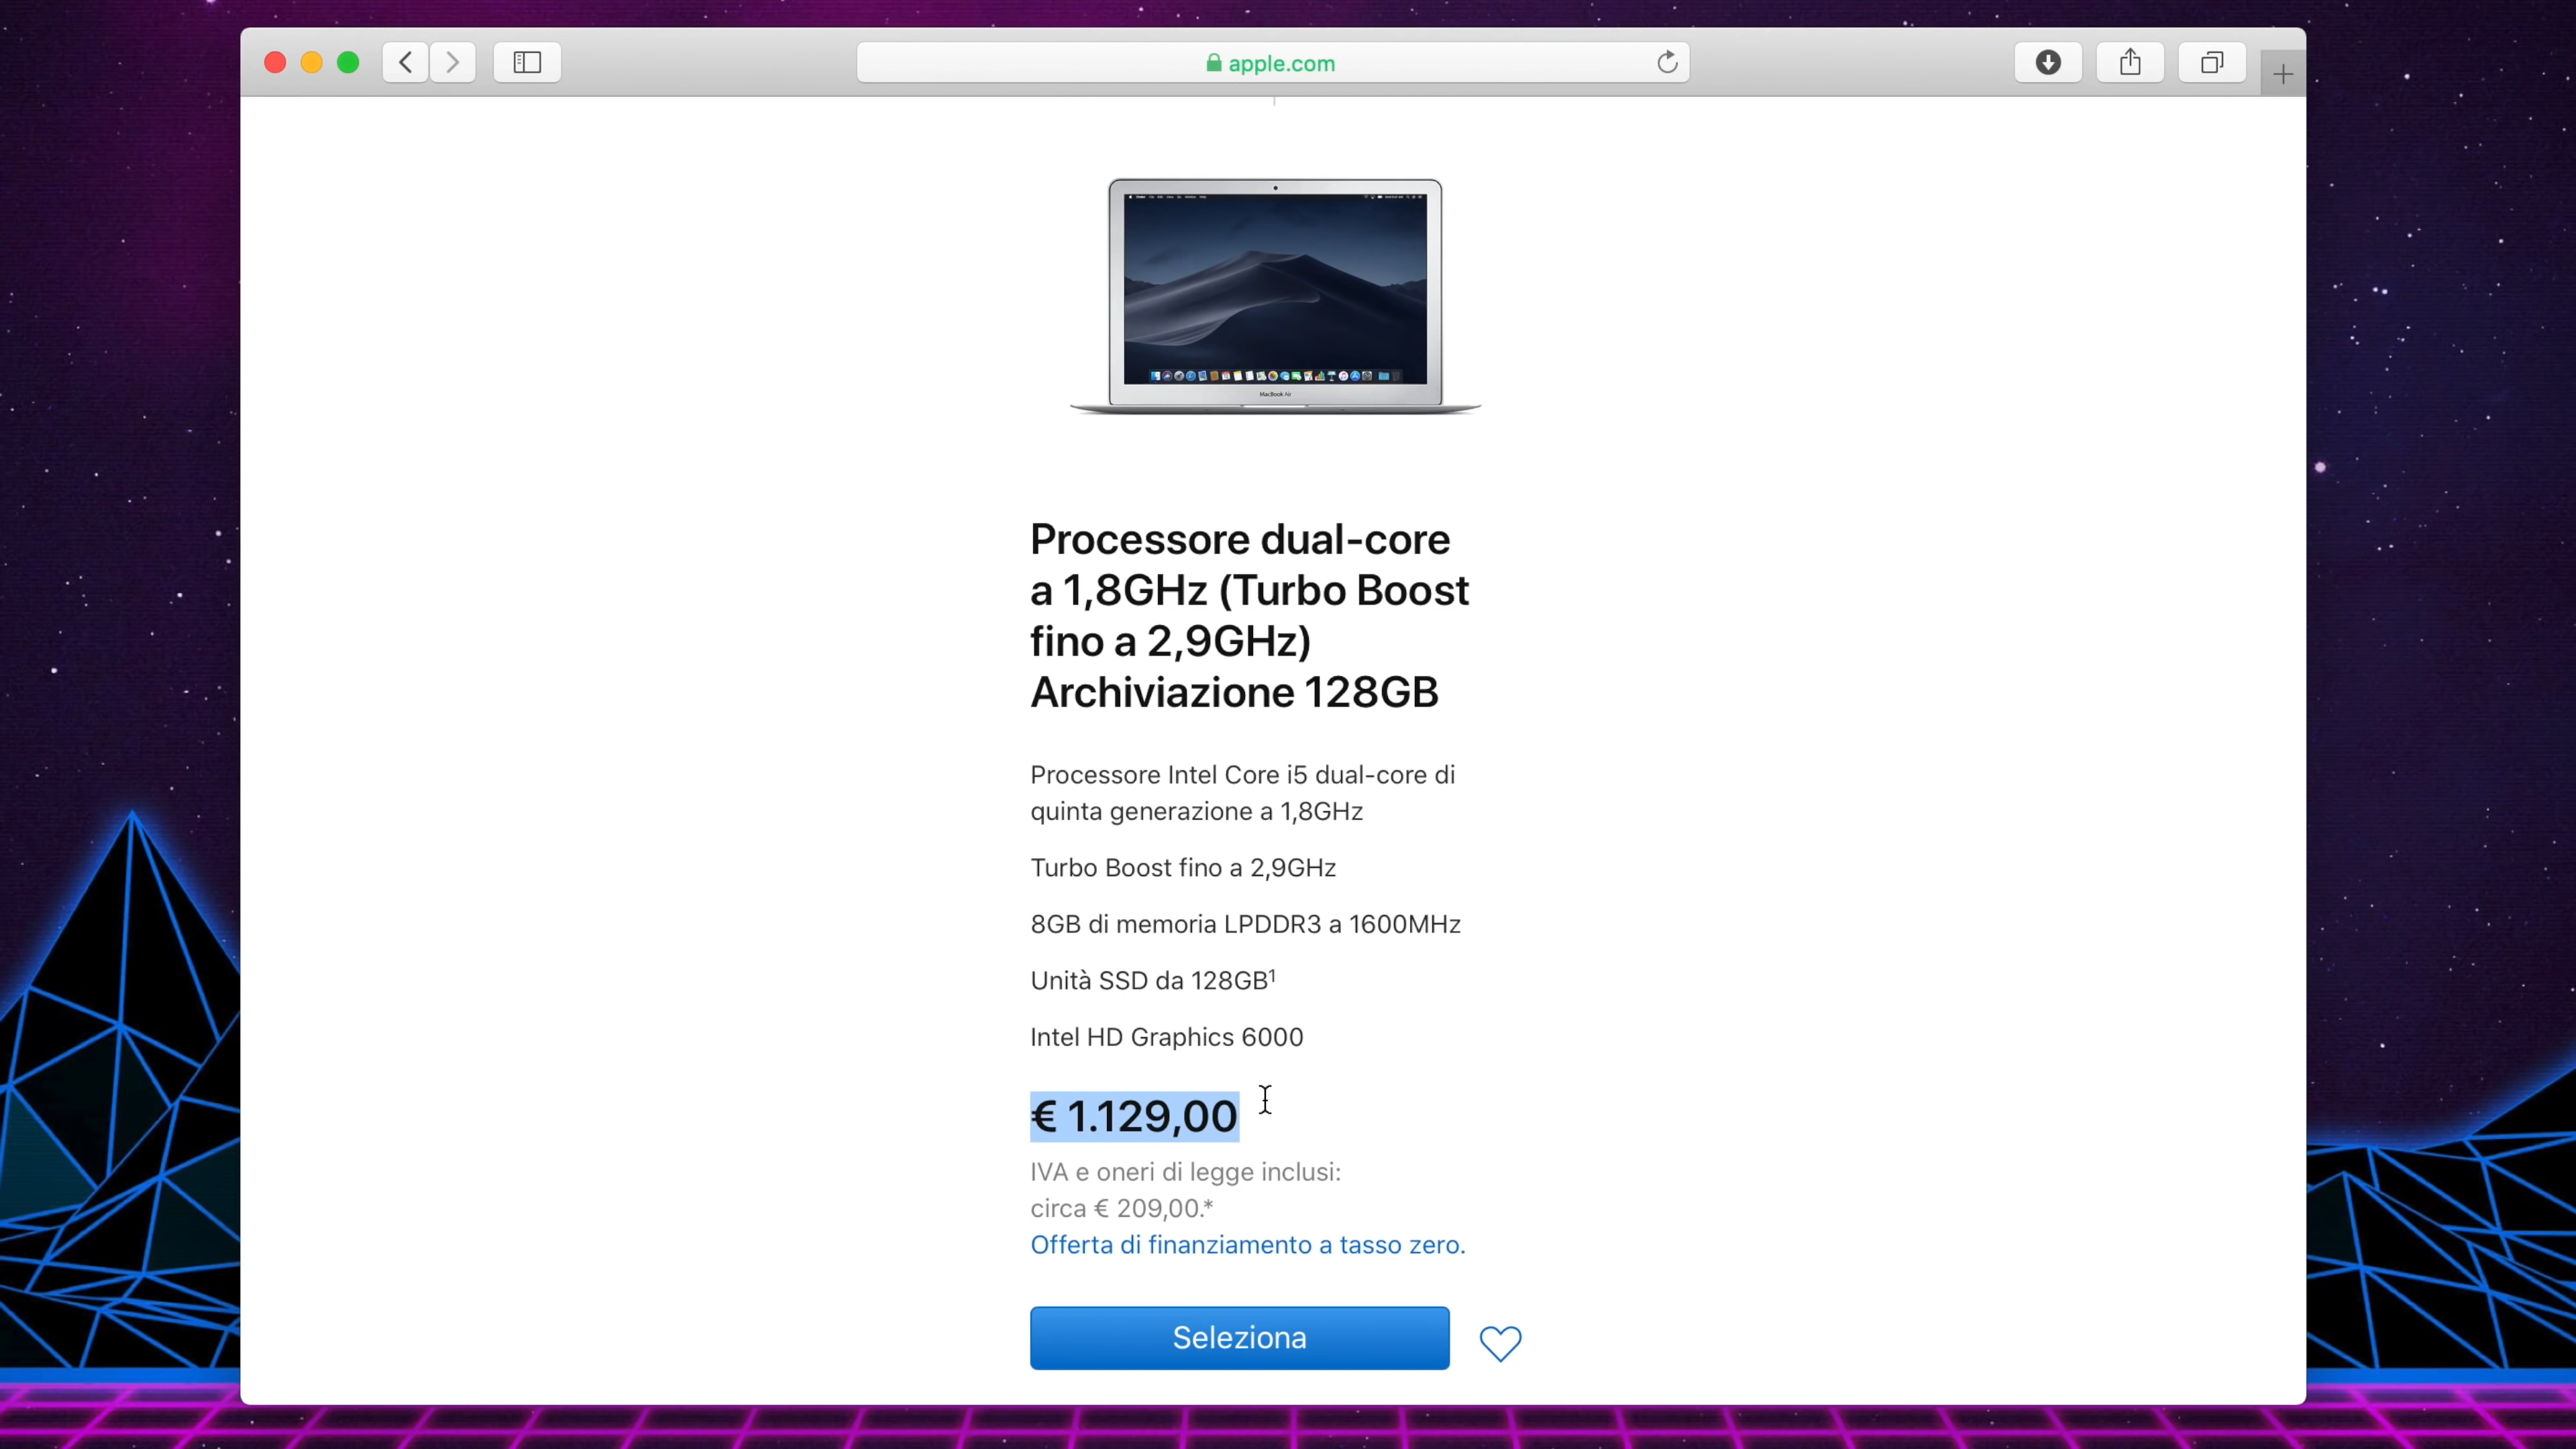 apple.com
MacBook Air
Processore dual-core
a 1,8GHz (Turbo Boost
fino a 2,9GHz)
Archiviazione 128GB
Processore Intel Core i5 dual-core di
quinta generazione a 1,8GHz
Turbo Boost fino a 2,9GHz
8GB di memoria LPDDR3 a 1600MHz
Unità SSD da 128GB¹
Intel HD Graphics 6000
€ 1.129,00
IVA e oneri di legge inclusi:
circa € 209,00.*
Offerta di finanziamento a tasso zero.
Seleziona